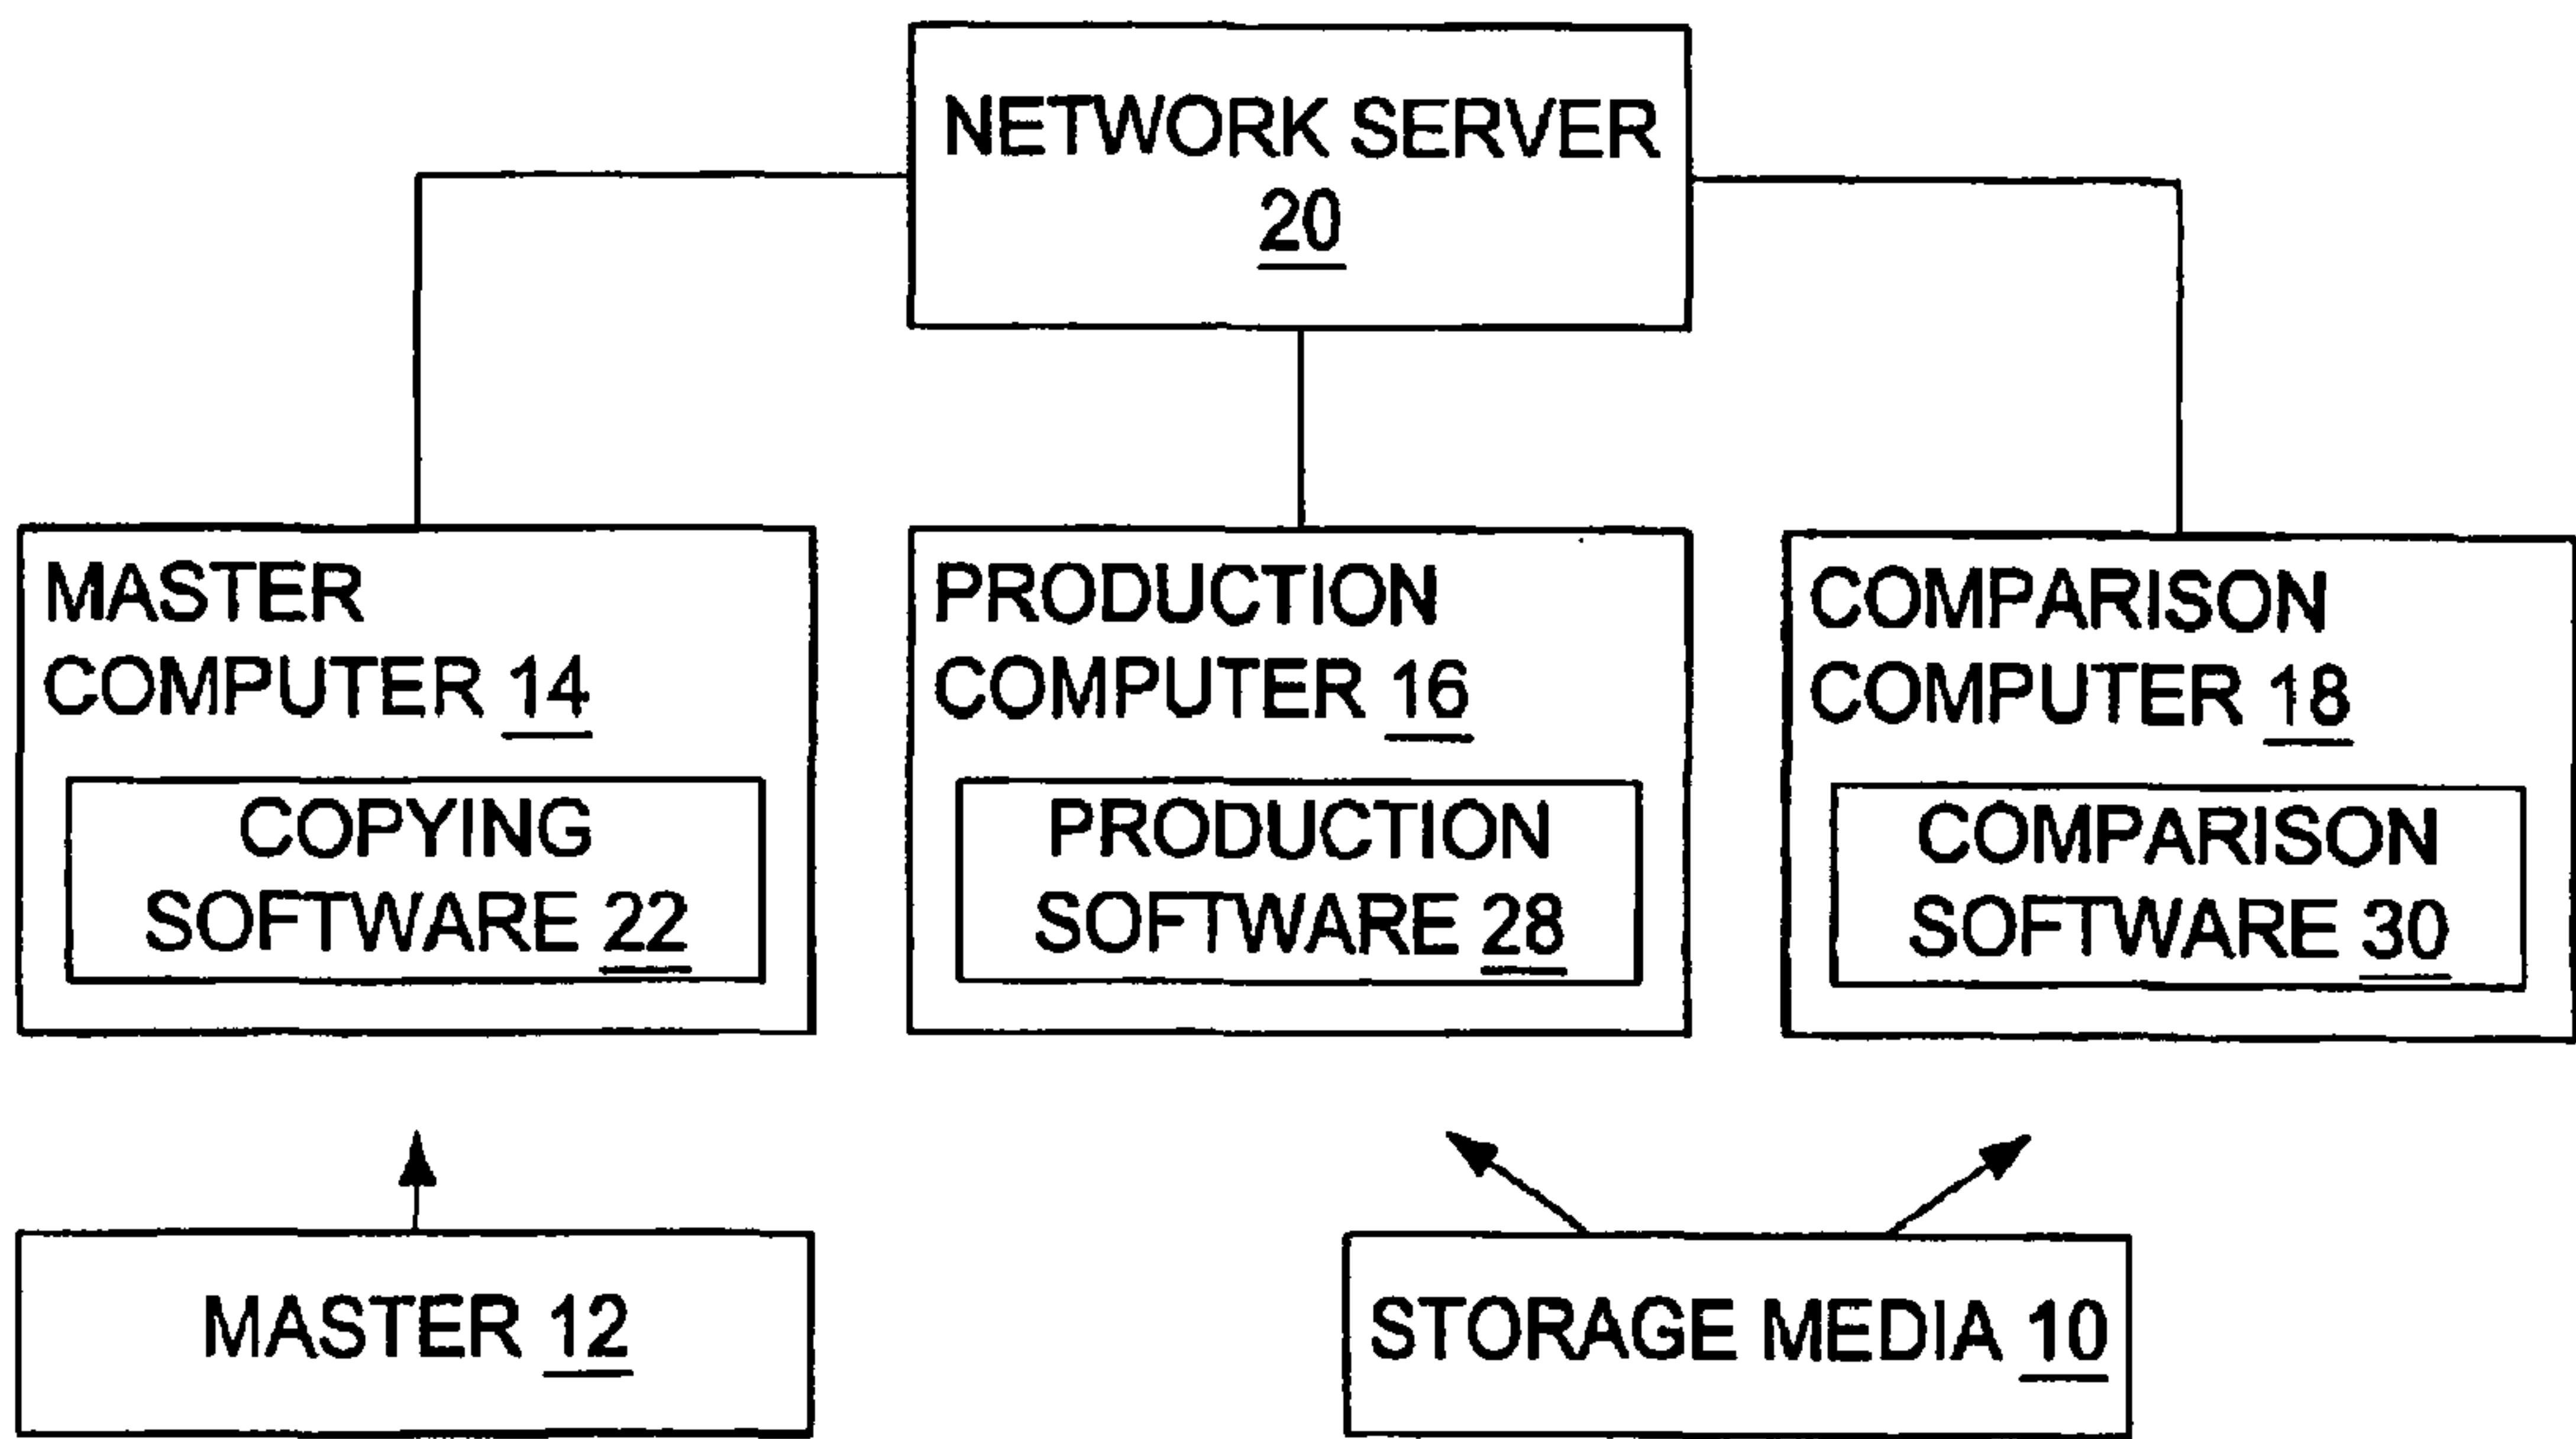 NETWORK SERVER
20
MASTER
COMPUTER 14
COPYING
SOFTWARE 22
PRODUCTION
COMPUTER 16
PRODUCTION
SOFTWARE 28
COMPARISON
COMPUTER 18
COMPARISON
SOFTWARE 30
MASTER 12
STORAGE MEDIA 10